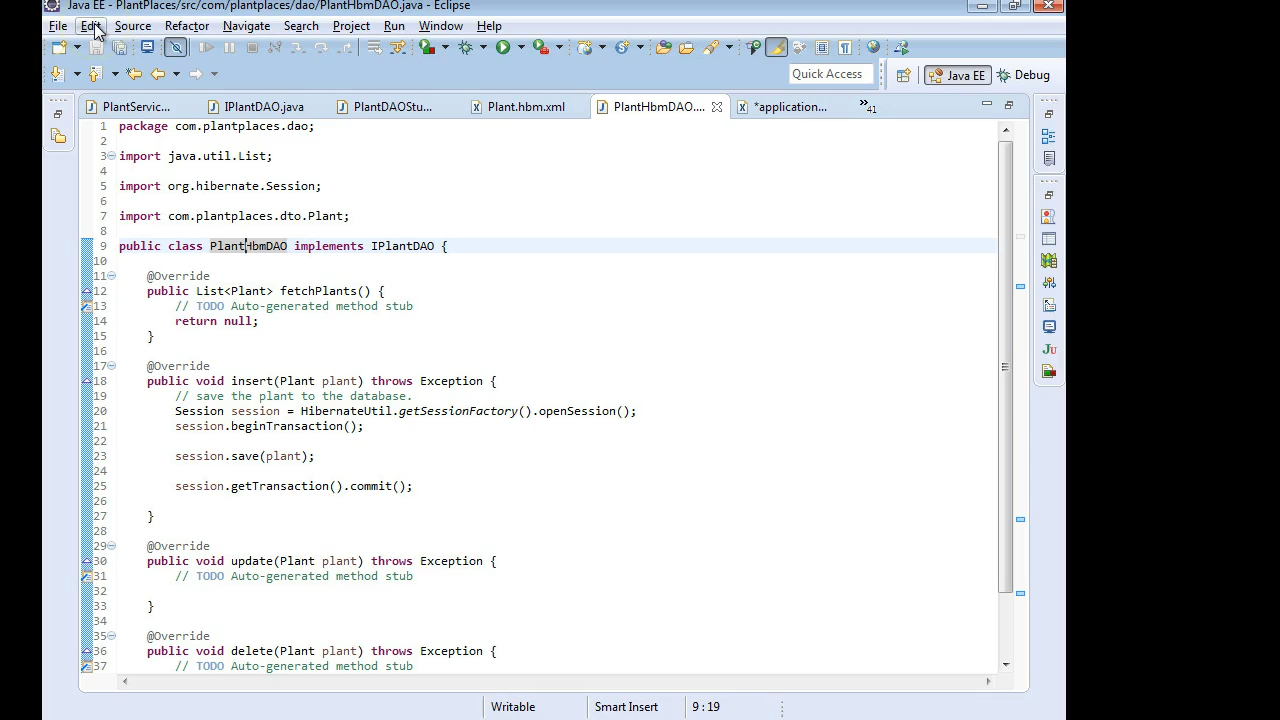 Java EE - PlantPlaces/src/com/plantplaces/dao/PlantHbmDAO.java - Eclipse
File Edit Source Refactor Navigate Search Project Run Window Help
Quick Access Java EE Debug
PlantServic... IPlantDAO.java PlantDAOStu... Plant.hbm.xml PlantHbmDAO.... *application... »41
1 package com.plantplaces.dao;
2
3 import java.util.List;
4
5 import org.hibernate.Session;
6
7 import com.plantplaces.dto.Plant;
8
9 public class PlantHbmDAO implements IPlantDAO {
10
11 @Override
12 public List<Plant> fetchPlants() {
13 // TODO Auto-generated method stub
14 return null;
15 }
16
17 @Override
18 public void insert(Plant plant) throws Exception {
19 // save the plant to the database.
20 Session session = HibernateUtil.getSessionFactory().openSession();
21 session.beginTransaction();
22
23 session.save(plant);
24
25 session.getTransaction().commit();
26
27 }
28
29 @Override
30 public void update(Plant plant) throws Exception {
31 // TODO Auto-generated method stub
32
33 }
34
35 @Override
36 public void delete(Plant plant) throws Exception {
37 // TODO Auto-generated method stub
Writable Smart Insert 9 : 19